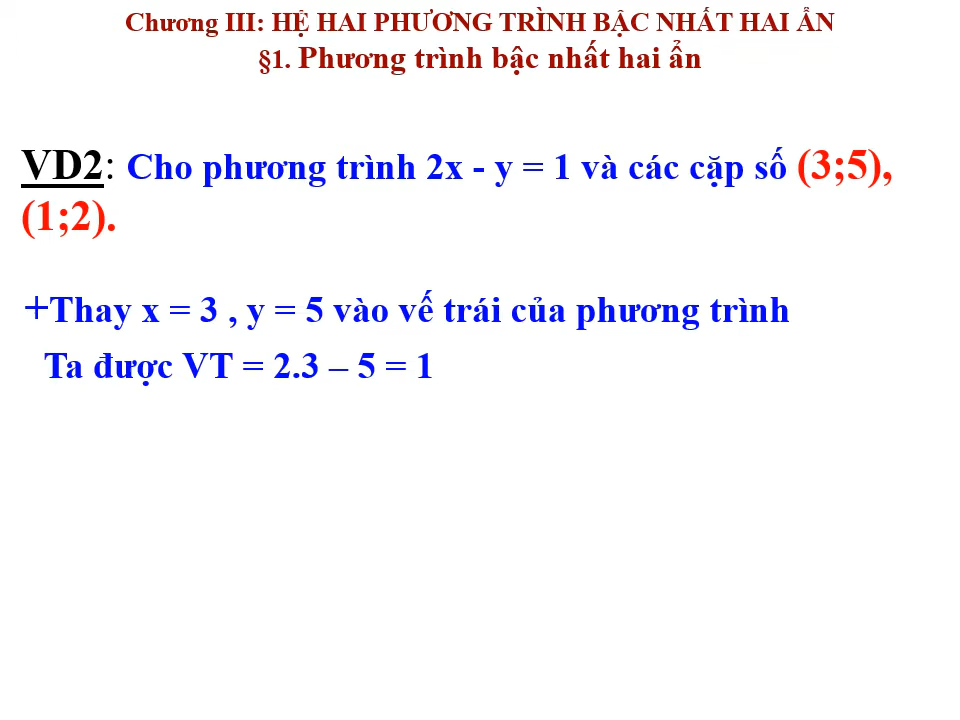 Chương III: HỆ HAI PHƯƠNG TRÌNH BẬC NHẤT HAI ẨN
§1. Phương trình bậc nhất hai ẩn
VD2: Cho phương trình 2x - y = 1 và các cặp số (3;5),
(1;2).
+Thay x = 3 , y = 5 vào vế trái của phương trình
Ta được VT = 2.3 – 5 = 1